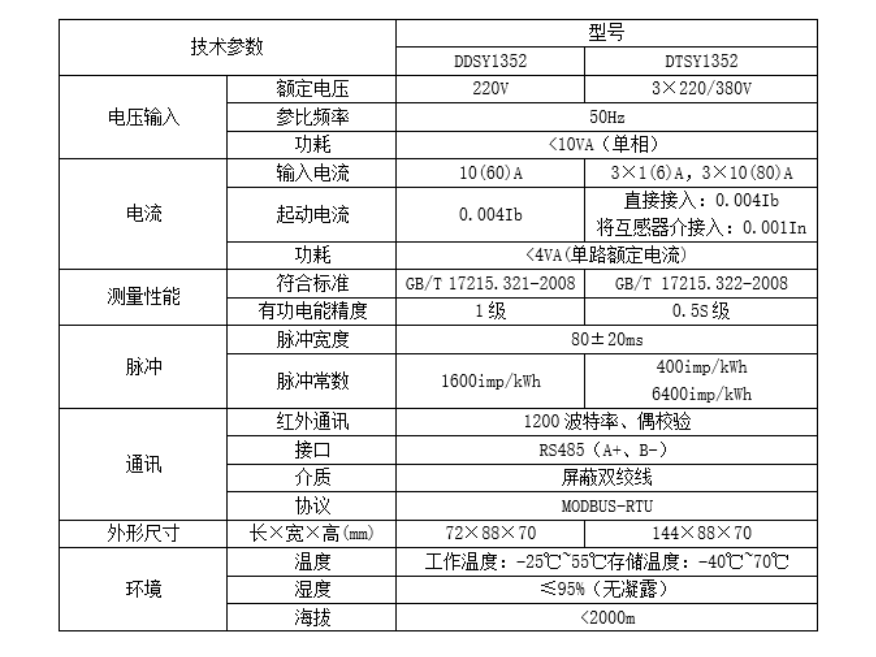 技术参数
型号
DDSY1352
DTSY1352
电压输入
额定电压
220V
3×220/380V
参比频率
50Hz
功耗
<10VA（单相）
电流
输入电流
10(60)A
3×1(6)A, 3×10(80)A
起动电流
0.004Ib
直接接入: 0.004Ib
将互感器介接入: 0.001In
功耗
<4VA(单路额定电流)
测量性能
符合标准
GB/T 17215.321-2008
GB/T 17215.322-2008
有功电能精度
1级
0.5S级
脉冲
脉冲宽度
80±20ms
脉冲常数
1600imp/kWh
400imp/kWh
6400imp/kWh
通讯
红外通讯
1200波特率、偶校验
接口
RS485（A+、B-）
介质
屏蔽双绞线
协议
MODBUS-RTU
外形尺寸
长×宽×高(mm)
72×88×70
144×88×70
环境
温度
工作温度: -25℃~55℃存储温度: -40℃~70℃
湿度
≤95%（无凝露）
海拔
<2000m